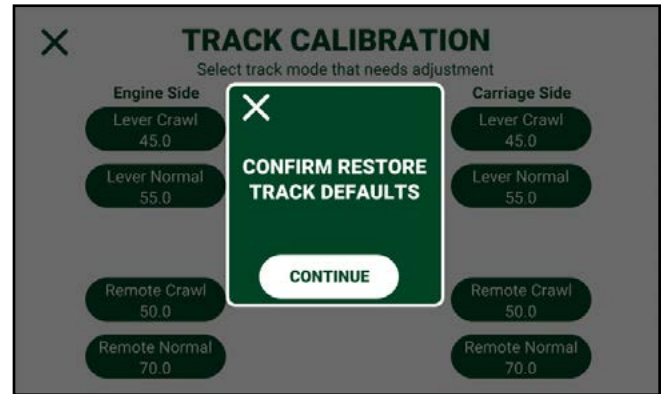 TRACK CALIBRATION
Select track mode that needs adjustment
Engine Side
Carriage Side
Lever Crawl
45.0
Lever Crawl
45.0
Lever Normal
55.0
Lever Normal
55.0
CONFIRM RESTORE
TRACK DEFAULTS
CONTINUE
Remote Crawl
50.0
Remote Crawl
50.0
Remote Normal
70.0
Remote Normal
70.0